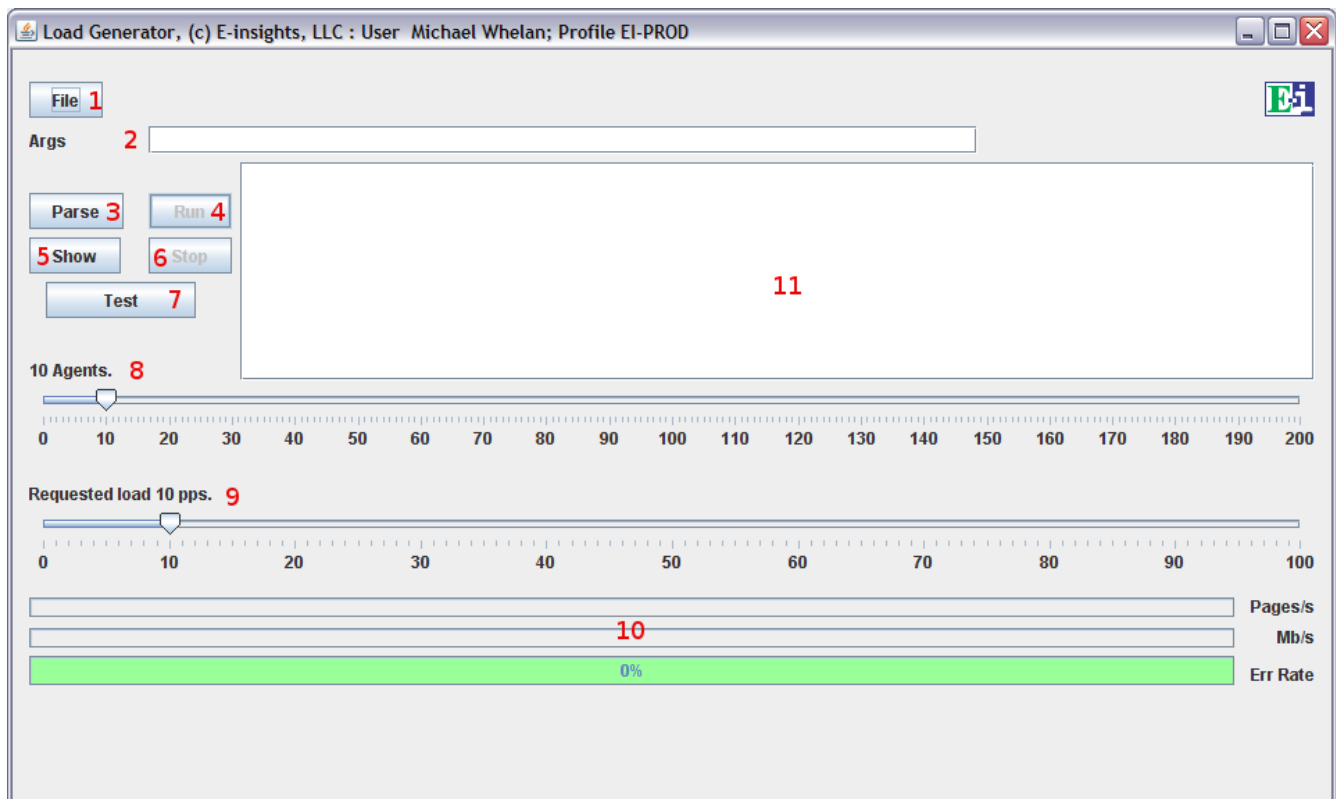 Load Generator, (c) E-insights, LLC : User Michael Whelan; Profile EI-PROD
File 1
E-i
Args 2
Parse 3 Run 4
5 Show 6 Stop
Test 7
11
10 Agents. 8
0 10 20 30 40 50 60 70 80 90 100 110 120 130 140 150 160 170 180 190 200
Requested load 10 pps. 9
0 10 20 30 40 50 60 70 80 90 100
Pages/s
10 Mb/s
0% Err Rate